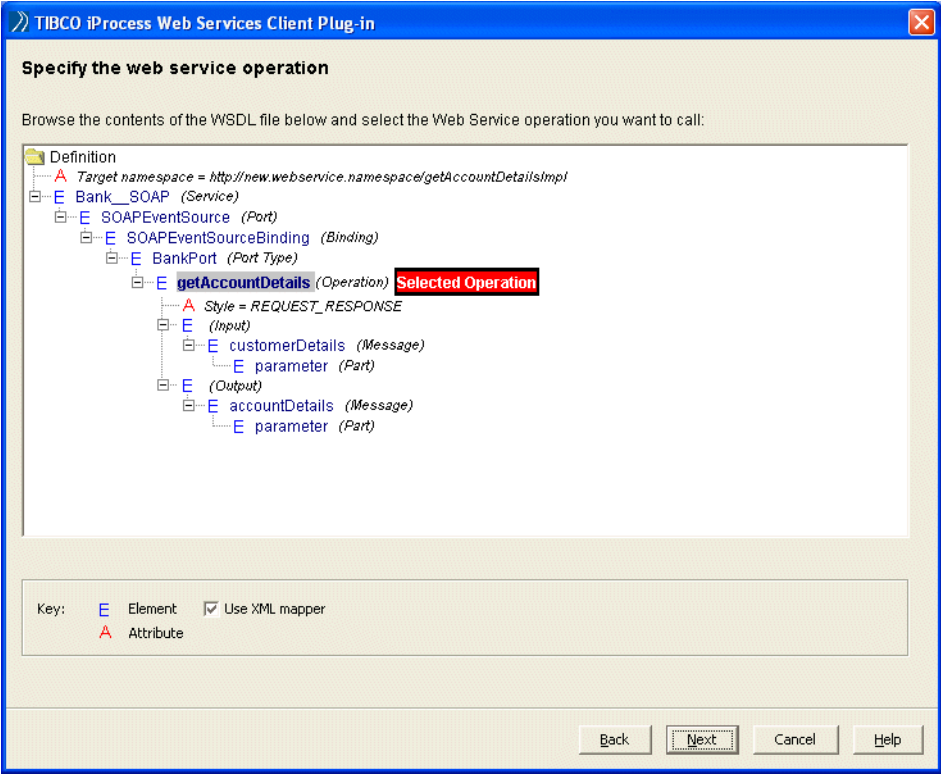 TIBCO iProcess Web Services Client Plug-in
Specify the web service operation
Browse the contents of the WSDL file below and select the Web Service operation you want to call:
Definition
A Target namespace = http://new.webservice.namespace/getAccountDetailsImpl
E Bank__SOAP (Service)
E SOAPEventSource (Port)
E SOAPEventSourceBinding (Binding)
E BankPort (Port Type)
E getAccountDetails (Operation) Selected Operation
A Style = REQUEST_RESPONSE
E (Input)
E customerDetails (Message)
E parameter (Part)
E (Output)
E accountDetails (Message)
E parameter (Part)
Key: E Element Use XML mapper
A Attribute
Back Next Cancel Help